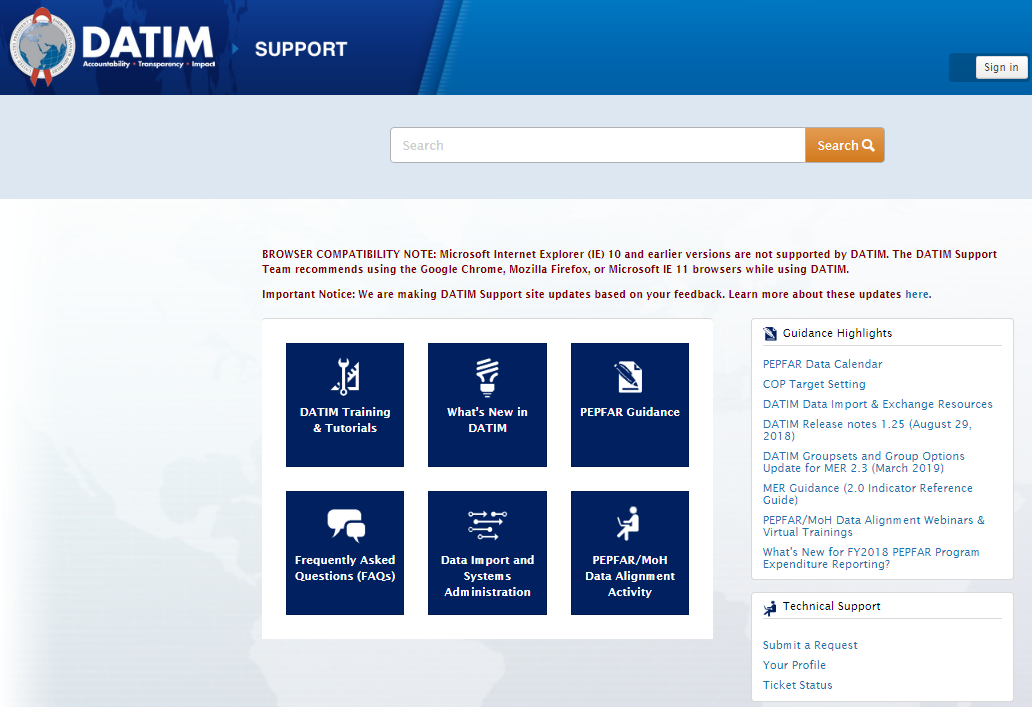 DATIM
Accountability • Transparency • Impact
SUPPORT
Sign in
Search
Search
BROWSER COMPATIBILITY NOTE: Microsoft Internet Explorer (IE) 10 and earlier versions are not supported by DATIM. The DATIM Support
Team recommends using the Google Chrome, Mozilla Firefox, or Microsoft IE 11 browsers while using DATIM.
Important Notice: We are making DATIM Support site updates based on your feedback. Learn more about these updates here.
DATIM Training
& Tutorials
What's New in
DATIM
PEPFAR Guidance
Frequently Asked
Questions (FAQs)
Data Import and
Systems
Administration
PEPFAR/MoH
Data Alignment
Activity
Guidance Highlights
PEPFAR Data Calendar
COP Target Setting
DATIM Data Import & Exchange Resources
DATIM Release notes 1.25 (August 29,
2018)
DATIM Groupsets and Group Options
Update for MER 2.3 (March 2019)
MER Guidance (2.0 Indicator Reference
Guide)
PEPFAR/MoH Data Alignment Webinars &
Virtual Trainings
What's New for FY2018 PEPFAR Program
Expenditure Reporting?
Technical Support
Submit a Request
Your Profile
Ticket Status